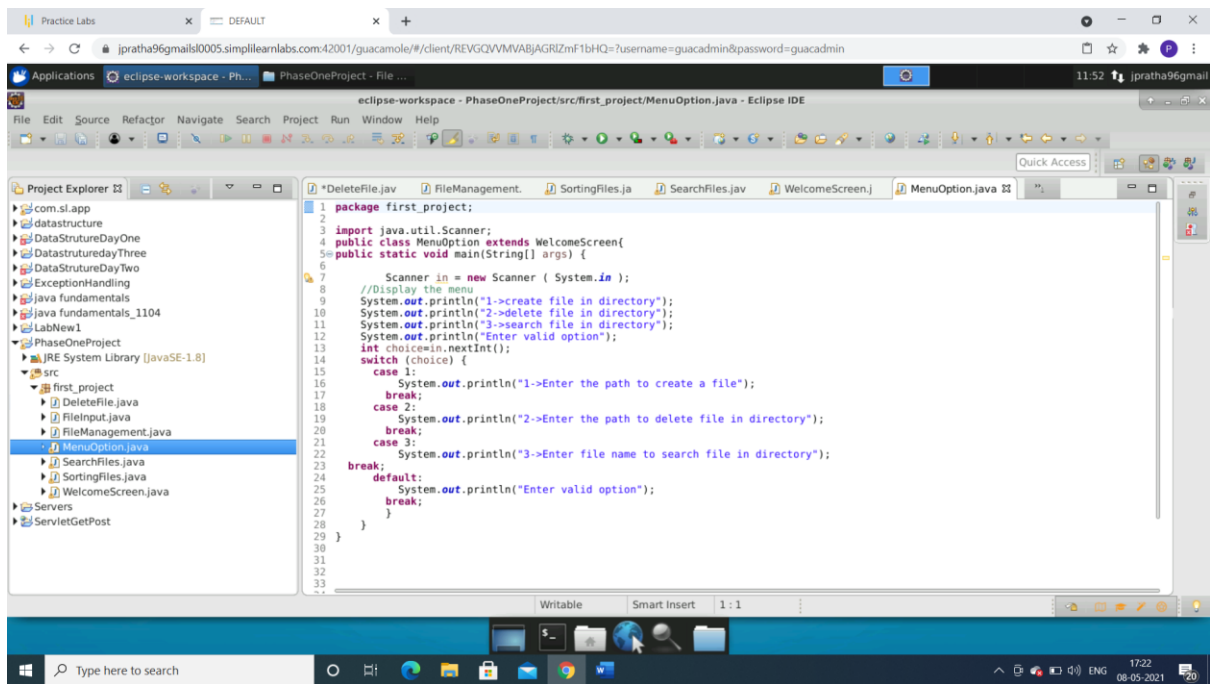 Practice Labs
DEFAULT
jpratha96gmailsl0005.simplilearnlabs.com:42001/guacamole/#/client/REVGQVVMVABjAGRlZmF1bHQ=?username=guacadmin&password=guacadmin
P
Applications
eclipse-workspace - Ph...
PhaseOneProject - File ...
11:52
jpratha96gmail
eclipse-workspace - PhaseOneProject/src/first_project/MenuOption.java - Eclipse IDE
File Edit Source Refactor Navigate Search Project Run Window Help
Quick Access
Project Explorer
*DeleteFile.jav
FileManagement.
SortingFiles.ja
SearchFiles.jav
WelcomeScreen.j
MenuOption.java
com.sl.app
datastructure
DataStrutureDayOne
DatastruturedayThree
DataStrutureDayTwo
ExceptionHandling
java fundamentals
java fundamentals_1104
LabNew1
PhaseOneProject
JRE System Library [JavaSE-1.8]
src
first_project
DeleteFile.java
FileInput.java
FileManagement.java
MenuOption.java
SearchFiles.java
SortingFiles.java
WelcomeScreen.java
Servers
ServletGetPost
1 package first_project;
2
3 import java.util.Scanner;
4 public class MenuOption extends WelcomeScreen{
5 public static void main(String[] args) {
6
7 Scanner in = new Scanner ( System.in );
8 //Display the menu
9 System.out.println("1->create file in directory");
10 System.out.println("2->delete file in directory");
11 System.out.println("3->search file in directory");
12 System.out.println("Enter valid option");
13 int choice=in.nextInt();
14 switch (choice) {
15 case 1:
16 System.out.println("1->Enter the path to create a file");
17 break;
18 case 2:
19 System.out.println("2->Enter the path to delete file in directory");
20 break;
21 case 3:
22 System.out.println("3->Enter file name to search file in directory");
23 break;
24 default:
25 System.out.println("Enter valid option");
26 break;
27 }
28 }
29 }
30
31
32
33
Writable
Smart Insert
1 : 1
Type here to search
ENG
17:22
08-05-2021
20